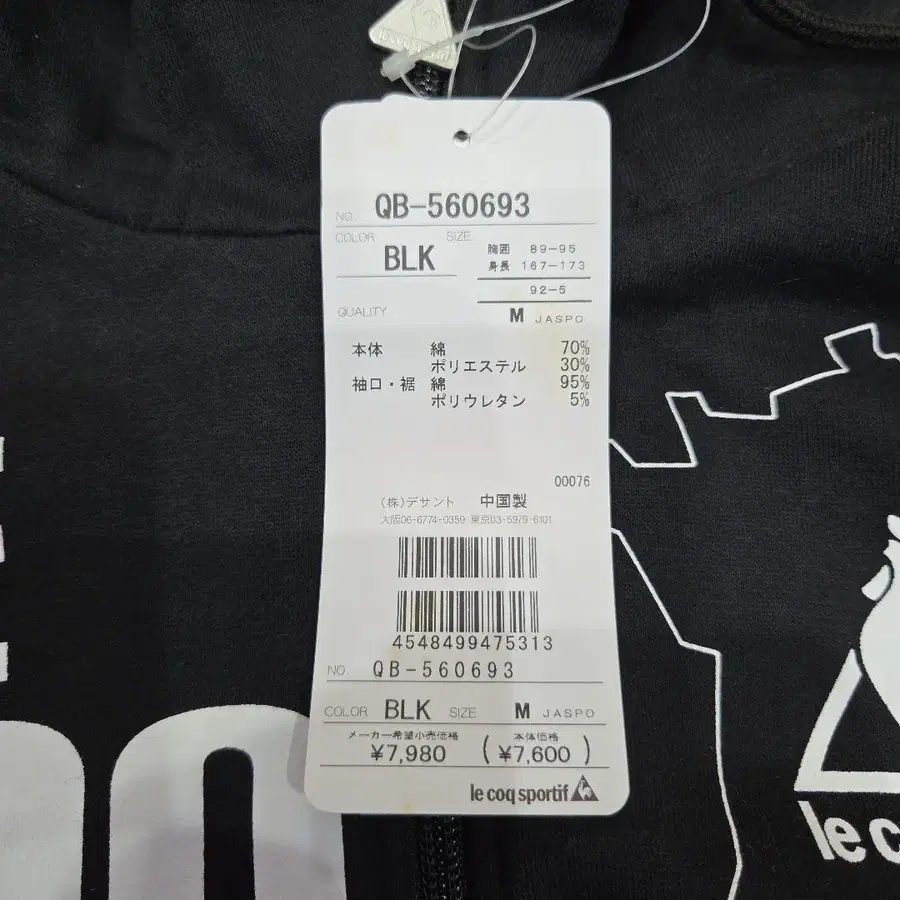 NO. QB-560693
COLOR SIZE
BLK
胸囲 89-95
身長 167-173
92-5
QUALITY M JASPO
本体 綿 70%
ポリエステル 30%
袖口・裾 綿 95%
ポリウレタン 5%
00076
(株)デサント 中国製
大阪06-6774-0359 東京03-5979-6101
4548499475313
NO. QB-560693
COLOR BLK SIZE M JASPO
メーカー希望小売価格 本体価格
¥7,980 (¥7,600)
le coq sportif
le c